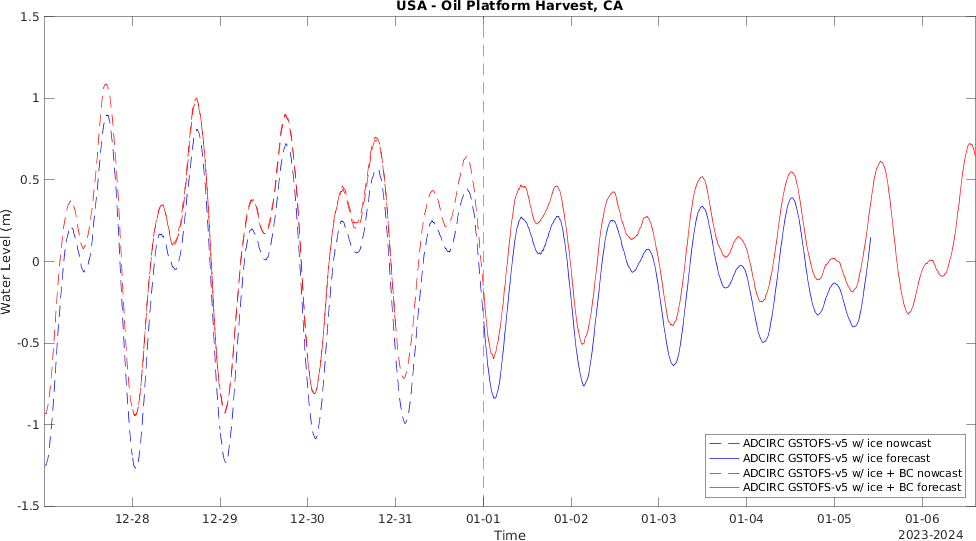 USA - Oil Platform Harvest, CA
1.5
1
0.5
0
-0.5
-1
-1.5
Water Level (m)
ADCIRC GSTOFS-v5 w/ ice nowcast
ADCIRC GSTOFS-v5 w/ ice forecast
ADCIRC GSTOFS-v5 w/ ice + BC nowcast
ADCIRC GSTOFS-v5 w/ ice + BC forecast
12-28 12-29 12-30 12-31 01-01 01-02 01-03 01-04 01-05 01-06
Time
2023-2024